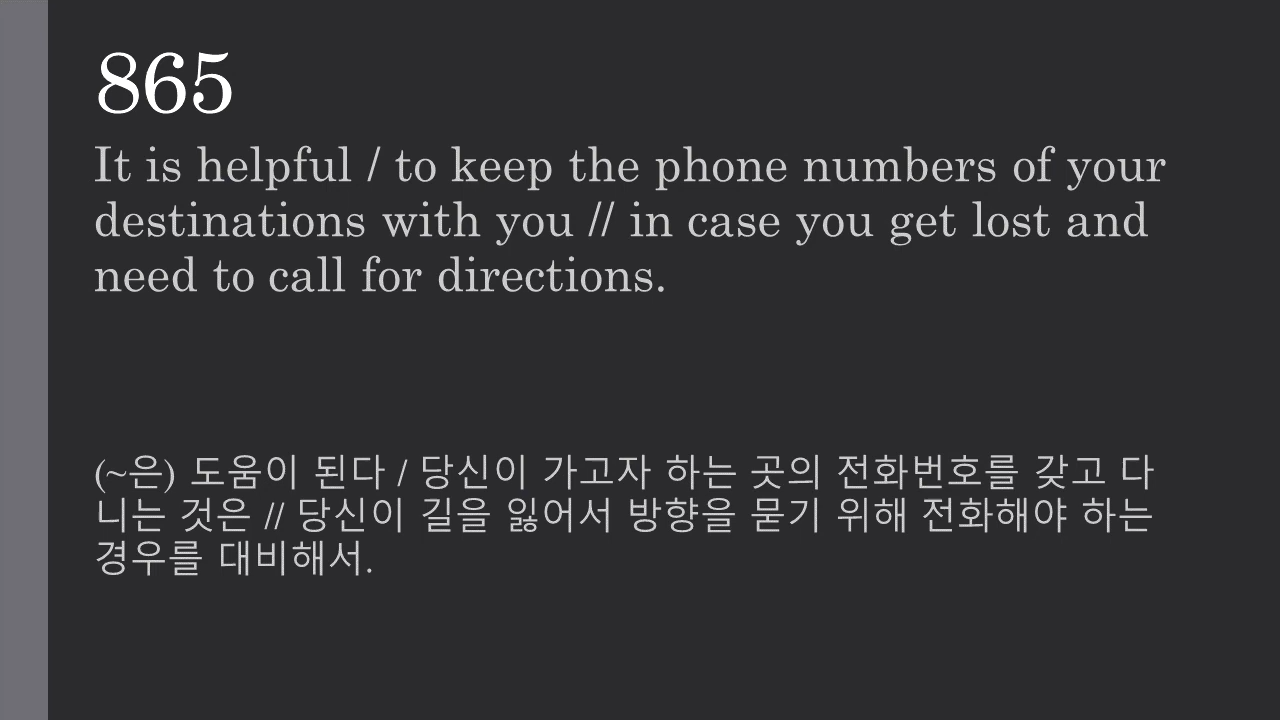 865
It is helpful / to keep the phone numbers of your
destinations with you // in case you get lost and
need to call for directions.
(~은) 도움이 된다 / 당신이 가고자 하는 곳의 전화번호를 갖고 다
니는 것은 // 당신이 길을 잃어서 방향을 묻기 위해 전화해야 하는
경우를 대비해서.